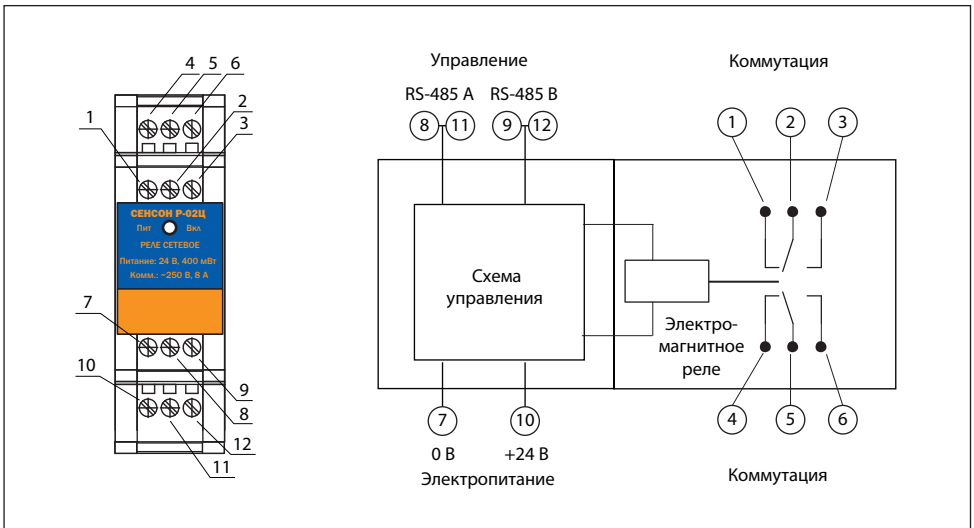 4 5 6
1
2
3
СЕНСОН Р-02Ц
Пит Вкл
РЕЛЕ СЕТЕВОЕ
Питание: 24 В, 400 мВт
Комм.: ~250 В, 8 А
7
10
9
8
12
11
Управление
RS-485 A RS-485 B
8 11 9 12
Коммутация
1 2 3
Схема
управления
Электро-
магнитное
реле
7 10
0 В +24 В
Электропитание
4 5 6
Коммутация